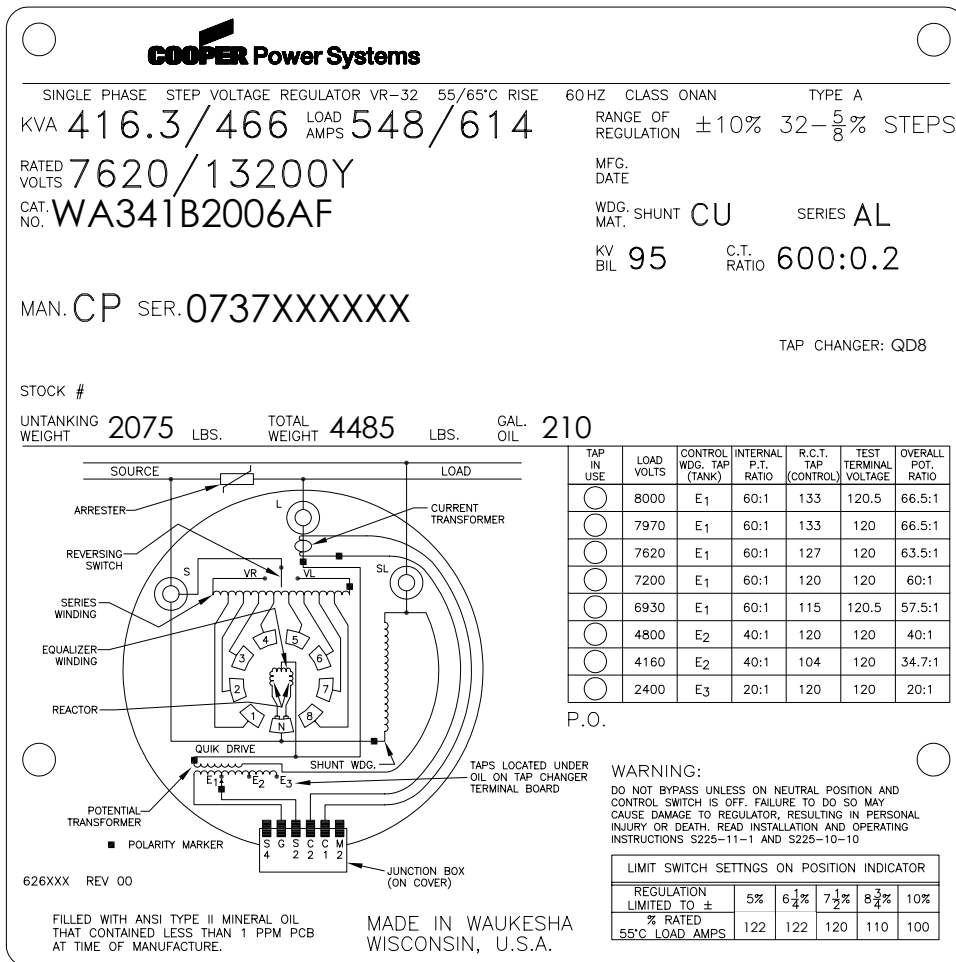 COOPER Power Systems
SINGLE PHASE STEP VOLTAGE REGULATOR VR-32 55/65°C RISE 60HZ CLASS ONAN TYPE A
KVA 416.3/466 LOAD AMPS 548/614 RANGE OF REGULATION ±10% 32-5/8% STEPS
RATED VOLTS 7620/13200Y
MFG. DATE
CAT. NO. WA341B2006AF
WDG. MAT. SHUNT CU SERIES AL
KV BIL 95 C.T. RATIO 600:0.2
MAN. CP SER. 0737XXXXXX
TAP CHANGER: QD8
STOCK #
UNTANKING WEIGHT 2075 LBS. TOTAL WEIGHT 4485 LBS. GAL. OIL 210
SOURCE LOAD
ARRESTER
L
CURRENT TRANSFORMER
REVERSING SWITCH
S VR VL SL
SERIES WINDING
EQUALIZER WINDING
4 5
3 6
2 7
1 8
N
REACTOR
QUIK DRIVE
SHUNT WDG.
E1 E2 E3
TAPS LOCATED UNDER
OIL ON TAP CHANGER
TERMINAL BOARD
POTENTIAL TRANSFORMER
■ POLARITY MARKER
S4 G S2 C2 C1 M2
JUNCTION BOX
(ON COVER)
626XXX REV 00
FILLED WITH ANSI TYPE II MINERAL OIL
THAT CONTAINED LESS THAN 1 PPM PCB
AT TIME OF MANUFACTURE.
MADE IN WAUKESHA
WISCONSIN, U.S.A.
TAP IN USE LOAD VOLTS CONTROL WDG. TAP (TANK) INTERNAL P.T. RATIO R.C.T. TAP (CONTROL) TEST TERMINAL VOLTAGE OVERALL POT. RATIO
8000 E1 60:1 133 120.5 66.5:1
7970 E1 60:1 133 120 66.5:1
7620 E1 60:1 127 120 63.5:1
7200 E1 60:1 120 120 60:1
6930 E1 60:1 115 120.5 57.5:1
4800 E2 40:1 120 120 40:1
4160 E2 40:1 104 120 34.7:1
2400 E3 20:1 120 120 20:1
P.O.
WARNING:
DO NOT BYPASS UNLESS ON NEUTRAL POSITION AND
CONTROL SWITCH IS OFF. FAILURE TO DO SO MAY
CAUSE DAMAGE TO REGULATOR, RESULTING IN PERSONAL
INJURY OR DEATH. READ INSTALLATION AND OPERATING
INSTRUCTIONS S225-11-1 AND S225-10-10
LIMIT SWITCH SETTNGS ON POSITION INDICATOR
REGULATION LIMITED TO ± 5% 6 1/4% 7 1/2% 8 3/4% 10%
% RATED 55°C LOAD AMPS 122 122 120 110 100